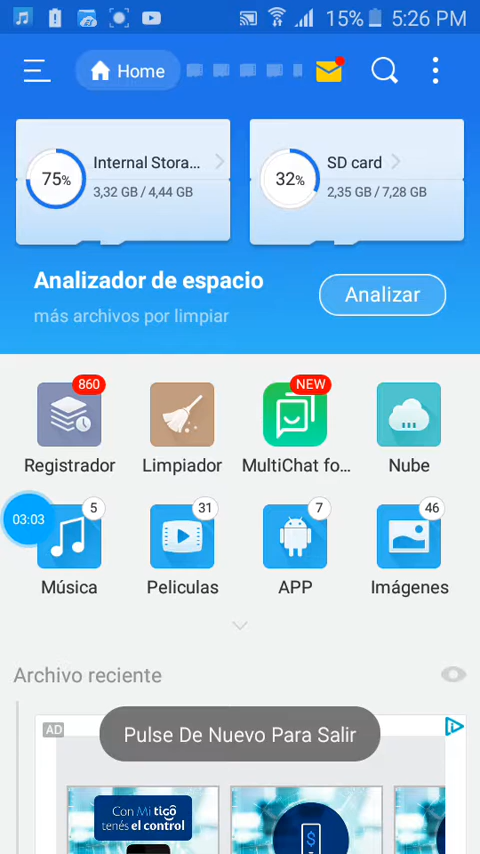 15% 5:26 PM
Home
75%
Internal Stora...
3,32 GB / 4,44 GB
32%
SD card
2,35 GB / 7,28 GB
Analizador de espacio
más archivos por limpiar
Analizar
860
NEW
Registrador
Limpiador
MultiChat fo...
Nube
03:03
5
31
7
46
Música
Peliculas
APP
Imágenes
Archivo reciente
AD
Pulse De Nuevo Para Salir
Con Mi tigó
tenés el control